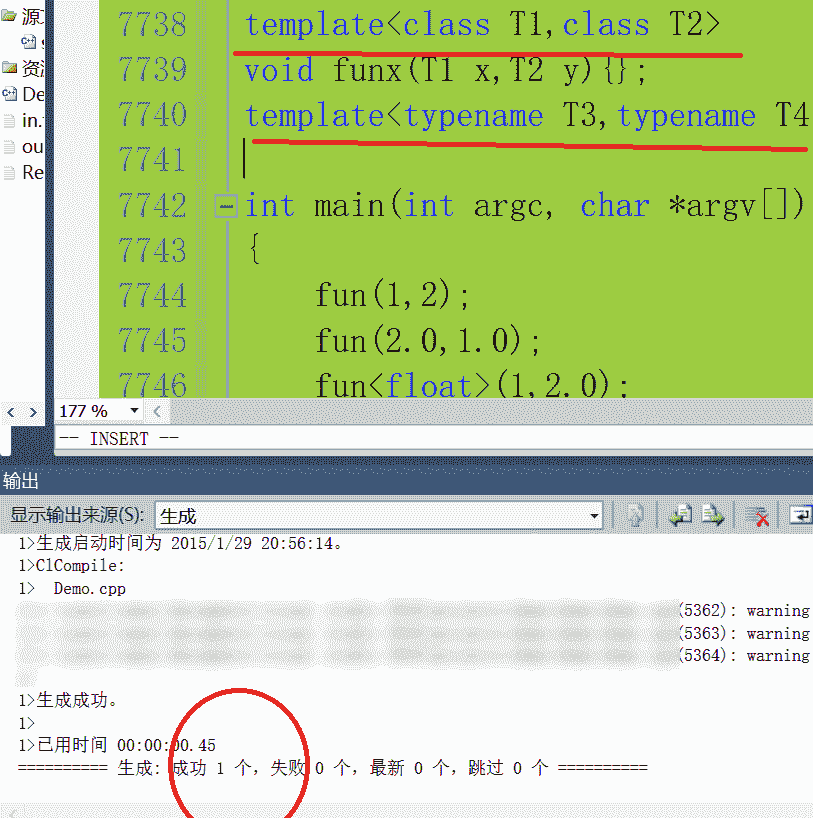 源
7738 template<class T1,class T2>
资
7739 void funx(T1 x,T2 y){};
De
7740 template<typename T3,typename T4
in.
ou
7741
Re
7742 int main(int argc, char *argv[])
7743 {
7744 fun(1,2);
7745 fun(2.0,1.0);
7746 fun<float>(1,2.0);
177 %
-- INSERT --
输出
显示输出来源(S): 生成
1>生成启动时间为 2015/1/29 20:56:14。
1>ClCompile:
1> Demo.cpp
(5362): warning
(5363): warning
(5364): warning
1>生成成功。
1>
1>已用时间 00:00:00.45
========== 生成: 成功 1 个，失败 0 个，最新 0 个，跳过 0 个 ==========